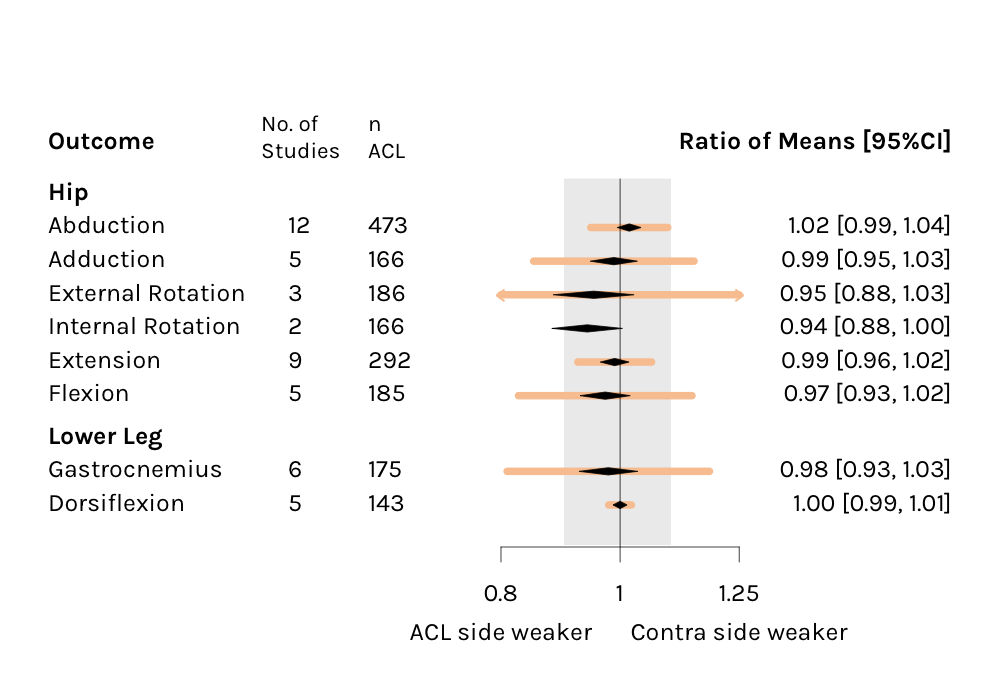 Outcome No. of Studies n ACL Ratio of Means [95%CI]
Hip
Abduction 12 473 1.02 [0.99, 1.04]
Adduction 5 166 0.99 [0.95, 1.03]
External Rotation 3 186 0.95 [0.88, 1.03]
Internal Rotation 2 166 0.94 [0.88, 1.00]
Extension 9 292 0.99 [0.96, 1.02]
Flexion 5 185 0.97 [0.93, 1.02]
Lower Leg
Gastrocnemius 6 175 0.98 [0.93, 1.03]
Dorsiflexion 5 143 1.00 [0.99, 1.01]
0.8 1 1.25
ACL side weaker Contra side weaker